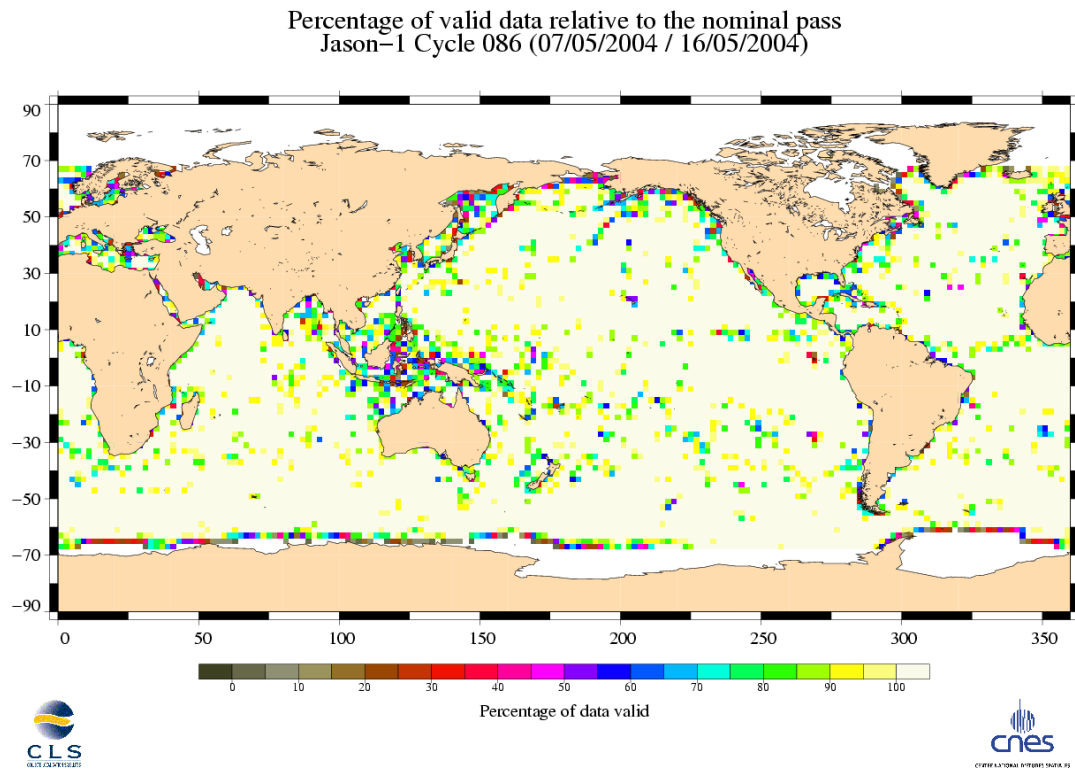 Percentage of valid data relative to the nominal pass
Jason−1 Cycle 086 (07/05/2004 / 16/05/2004)
90
70
50
30
10
−10
−30
−50
−70
−90
0 50 100 150 200 250 300 350
0 10 20 30 40 50 60 70 80 90 100
Percentage of data valid
CLS
cnes